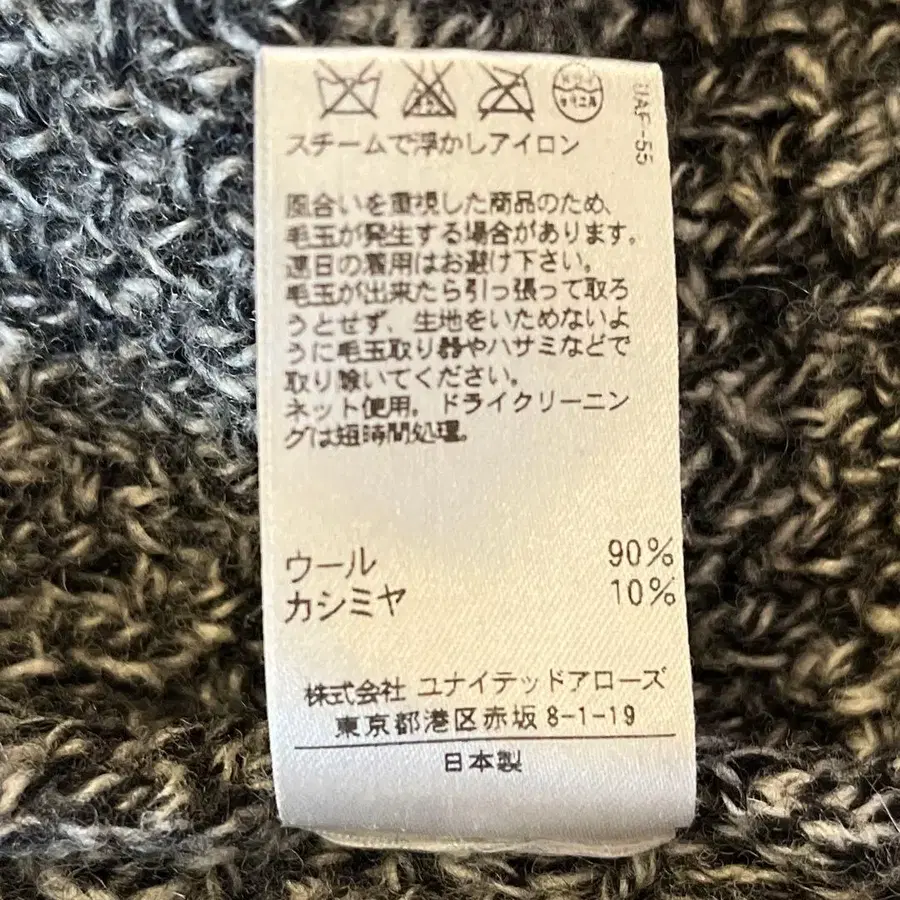 UAF-55
スチームで浮かしアイロン
風合いを重視した商品のため、
毛玉が発生する場合があります。
連日の着用はお避け下さい。
毛玉が出来たら引っ張って取ろ
うとせず、生地をいためないよ
うに毛玉取り器やハサミなどで
取り除いてください。
ネット使用。ドライクリーニン
グは短時間処理。
ウール 90%
カシミヤ 10%
株式会社 ユナイテッドアローズ
東京都港区赤坂8-1-19
日本製